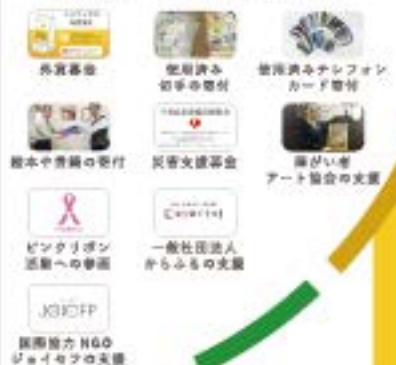 外貨募金
使用済み
切手の寄付
使用済みテレフォン
カード寄付
絵本や書籍の寄付
災害支援募金
障がい者
アート協会の支援
ピンクリボン
活動への参画
一般社団法人
からふるの支援
JOICFP
国際協力 NGO
ジョイセフの支援